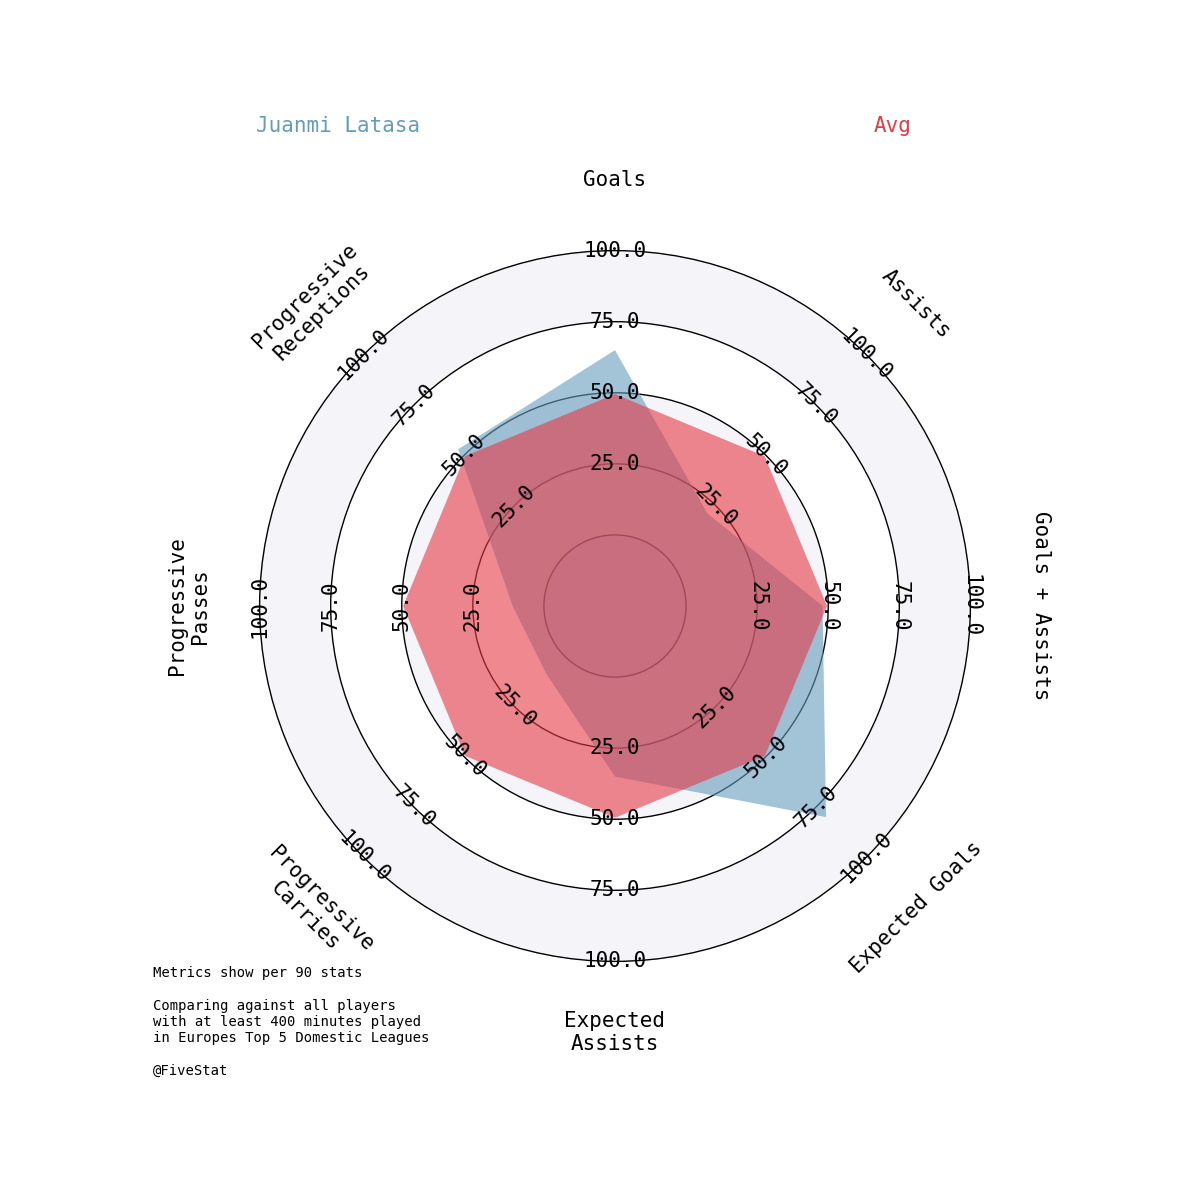 Juanmi Latasa
Avg
Goals
Assists
Goals + Assists
Expected Goals
Expected
Assists
Progressive
Carries
Progressive
Passes
Progressive
Receptions
25.0
50.0
75.0
100.0
25.0
50.0
75.0
100.0
25.0
50.0
75.0
100.0
25.0
50.0
75.0
100.0
25.0
50.0
75.0
100.0
25.0
50.0
75.0
100.0
25.0
50.0
75.0
100.0
25.0
50.0
75.0
100.0
Metrics show per 90 stats
Comparing against all players
with at least 400 minutes played
in Europes Top 5 Domestic Leagues
@FiveStat